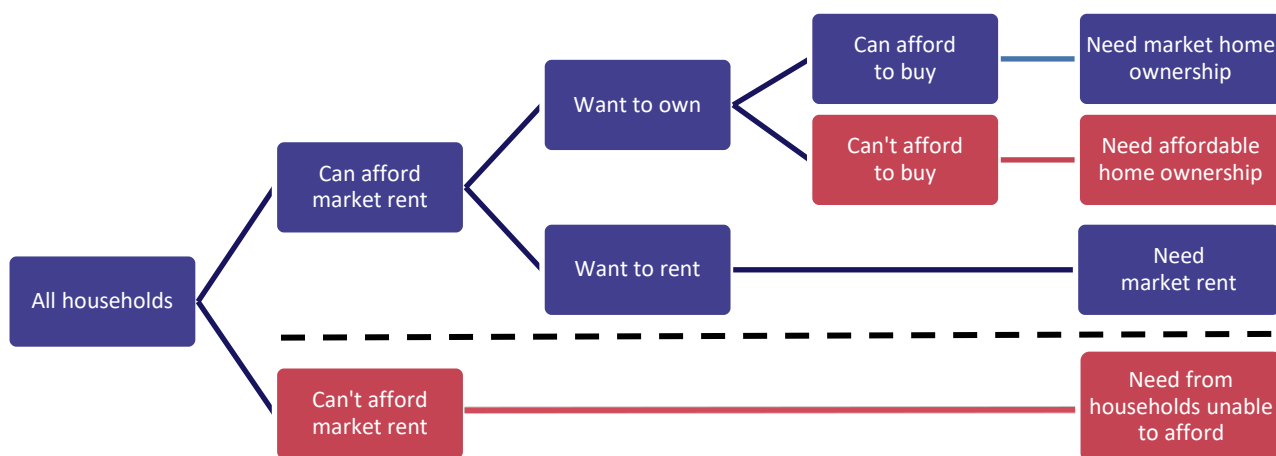 Can afford
to buy
Need market home
ownership
Want to own
Can't afford
to buy
Need affordable
home ownership
Can afford
market rent
Want to rent
Need
market rent
All households
Can't afford
market rent
Need from
households unable
to afford